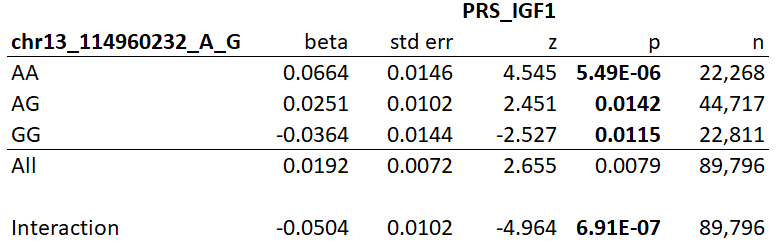 PRS_IGF1
chr13_114960232_A_G beta std err z p n
AA 0.0664 0.0146 4.545 5.49E-06 22,268
AG 0.0251 0.0102 2.451 0.0142 44,717
GG -0.0364 0.0144 -2.527 0.0115 22,811
All 0.0192 0.0072 2.655 0.0079 89,796
Interaction -0.0504 0.0102 -4.964 6.91E-07 89,796